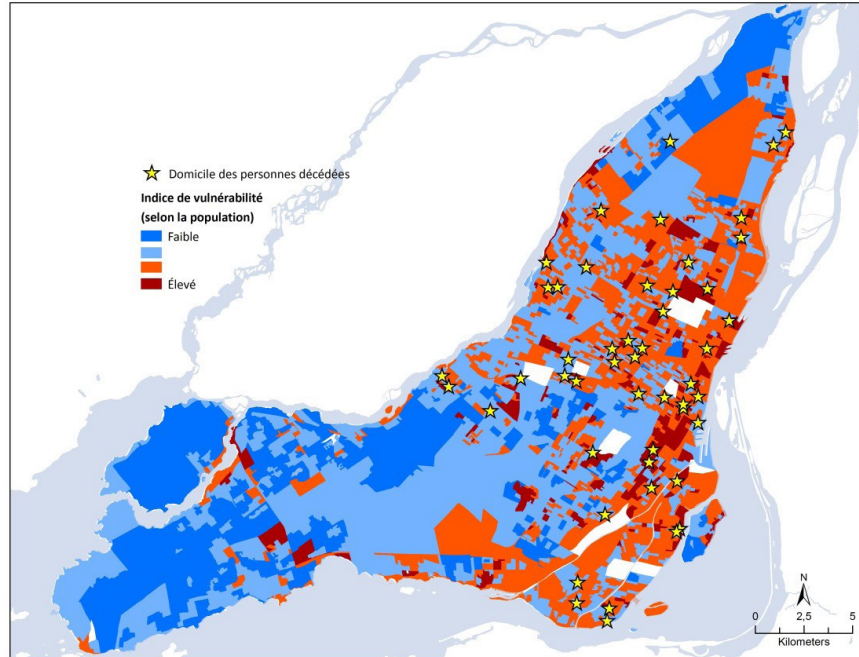 Domicile des personnes décédées
Indice de vulnérabilité
(selon la population)
Faible
Élevé
N
0 2,5 5
Kilometers